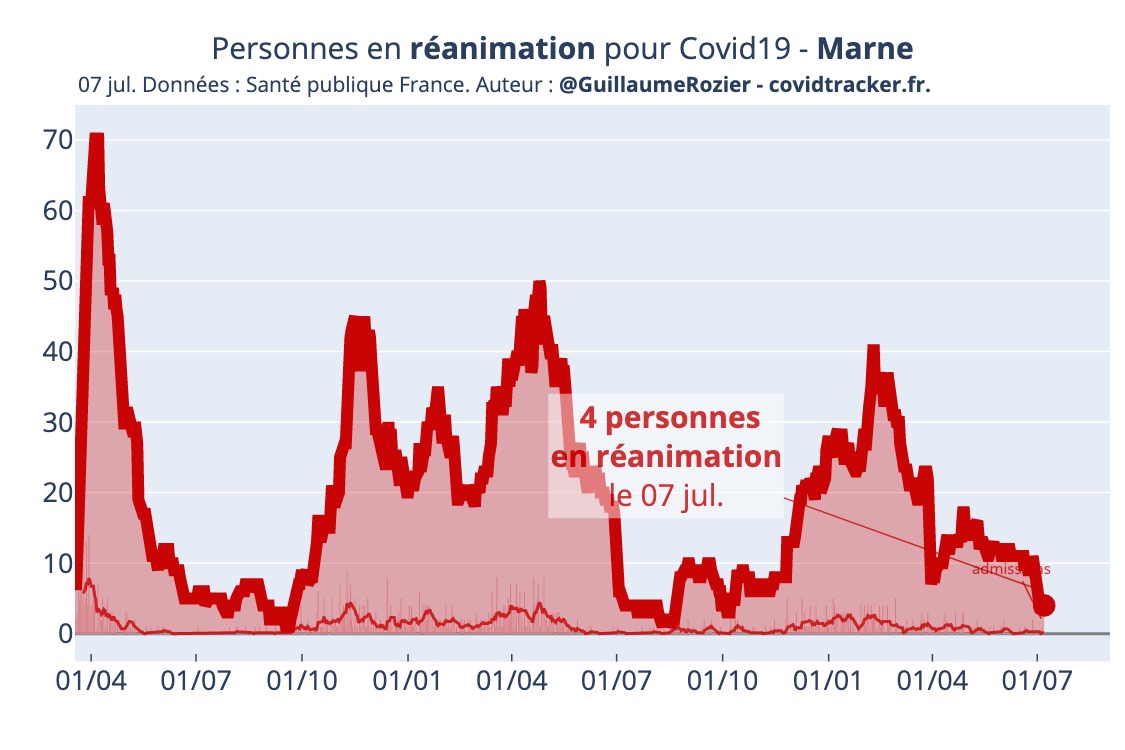 Personnes en réanimation pour Covid19 - Marne
07 jul. Données : Santé publique France. Auteur : @GuillaumeRozier - covidtracker.fr.
70
60
50
40
30
20
10
0
4 personnes
en réanimation
le 07 jul.
admissions
01/04 01/07 01/10 01/01 01/04 01/07 01/10 01/01 01/04 01/07